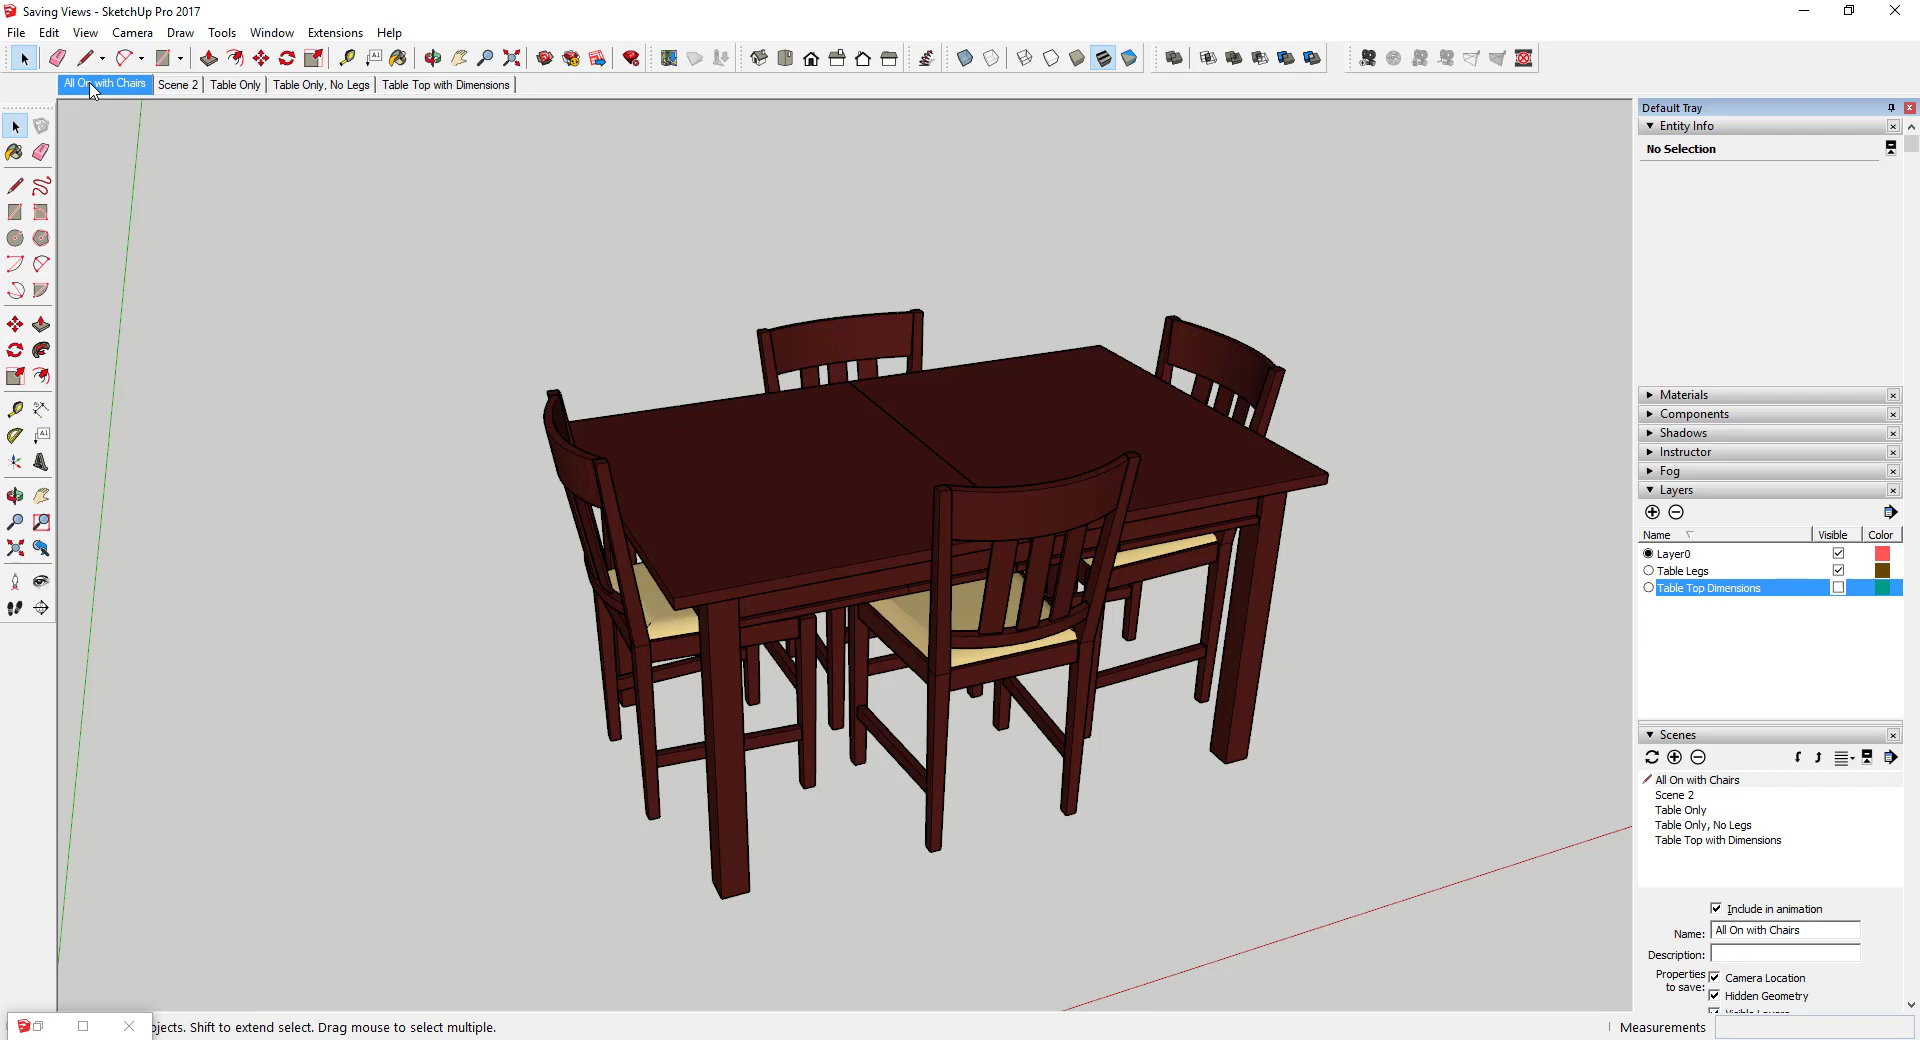 Saving Views - SketchUp Pro 2017
File Edit View Camera Draw Tools Window Extensions Help
All On with Chairs Scene 2 Table Only Table Only, No Legs Table Top with Dimensions
Default Tray
Entity Info
No Selection
Materials
Components
Shadows
Instructor
Fog
Layers
Name Visible Color
Layer0
Table Legs
Table Top Dimensions
Scenes
All On with Chairs
Scene 2
Table Only
Table Only, No Legs
Table Top with Dimensions
Include in animation
Name: All On with Chairs
Description:
Properties to save: Camera Location
Hidden Geometry
Visible Layers
bjects. Shift to extend select. Drag mouse to select multiple.
Measurements